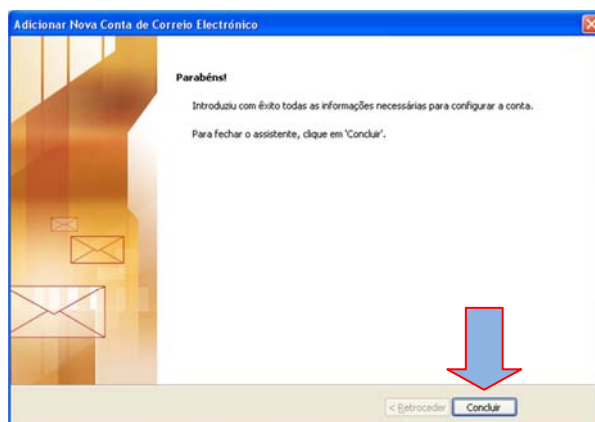 Adicionar Nova Conta de Correio Electrónico
Parabéns!
Introduziu com êxito todas as informações necessárias para configurar a conta.
Para fechar o assistente, clique em 'Concluir'.
< Retroceder
Concluir